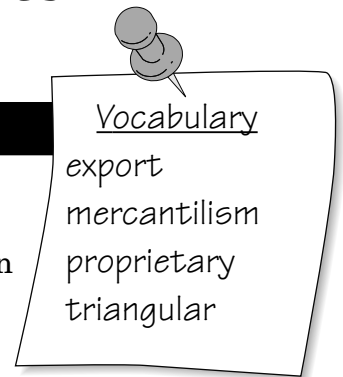 Vocabulary
export
mercantilism
proprietary
triangular